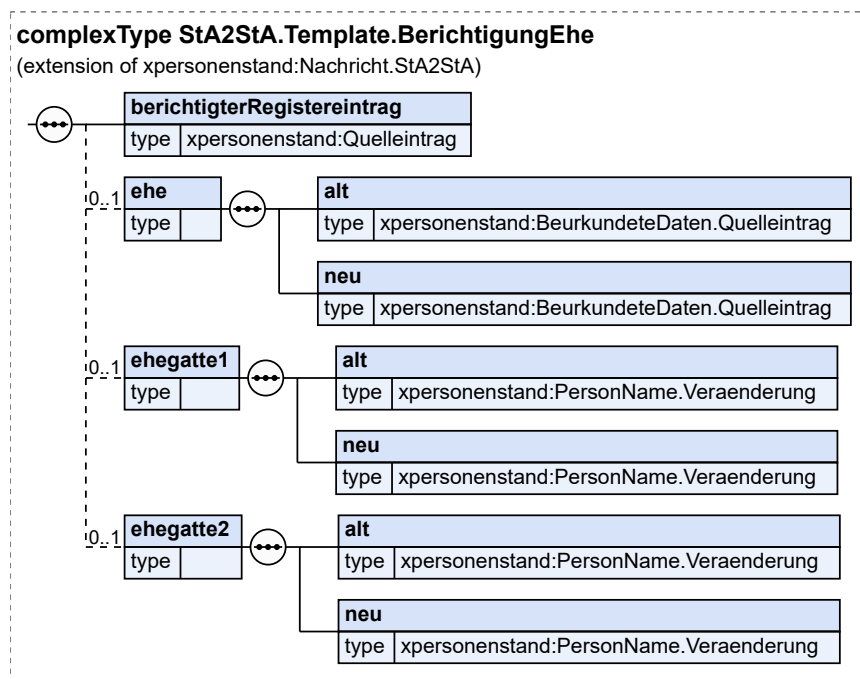 complexType StA2StA.Template.BerichtigungEhe
(extension of xpersonenstand:Nachricht.StA2StA)
berichtigterRegistereintrag
type xpersonenstand:Quelleintrag
0..1
ehe
type
alt
type xpersonenstand:BeurkundeteDaten.Quelleintrag
neu
type xpersonenstand:BeurkundeteDaten.Quelleintrag
0..1
ehegatte1
type
alt
type xpersonenstand:PersonName.Veraenderung
neu
type xpersonenstand:PersonName.Veraenderung
0..1
ehegatte2
type
alt
type xpersonenstand:PersonName.Veraenderung
neu
type xpersonenstand:PersonName.Veraenderung